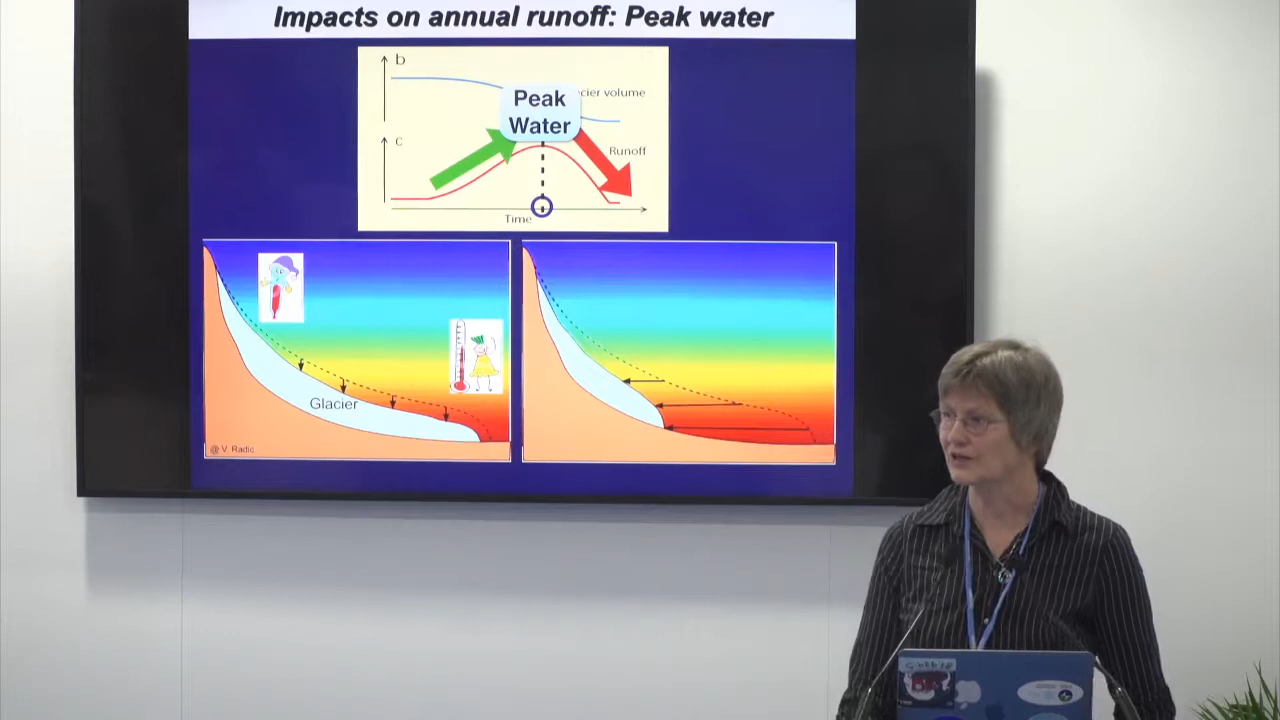 Impacts on annual runoff: Peak water
b
cier volume
Peak
Water
c
Runoff
Time
Glacier
@ V. Radic